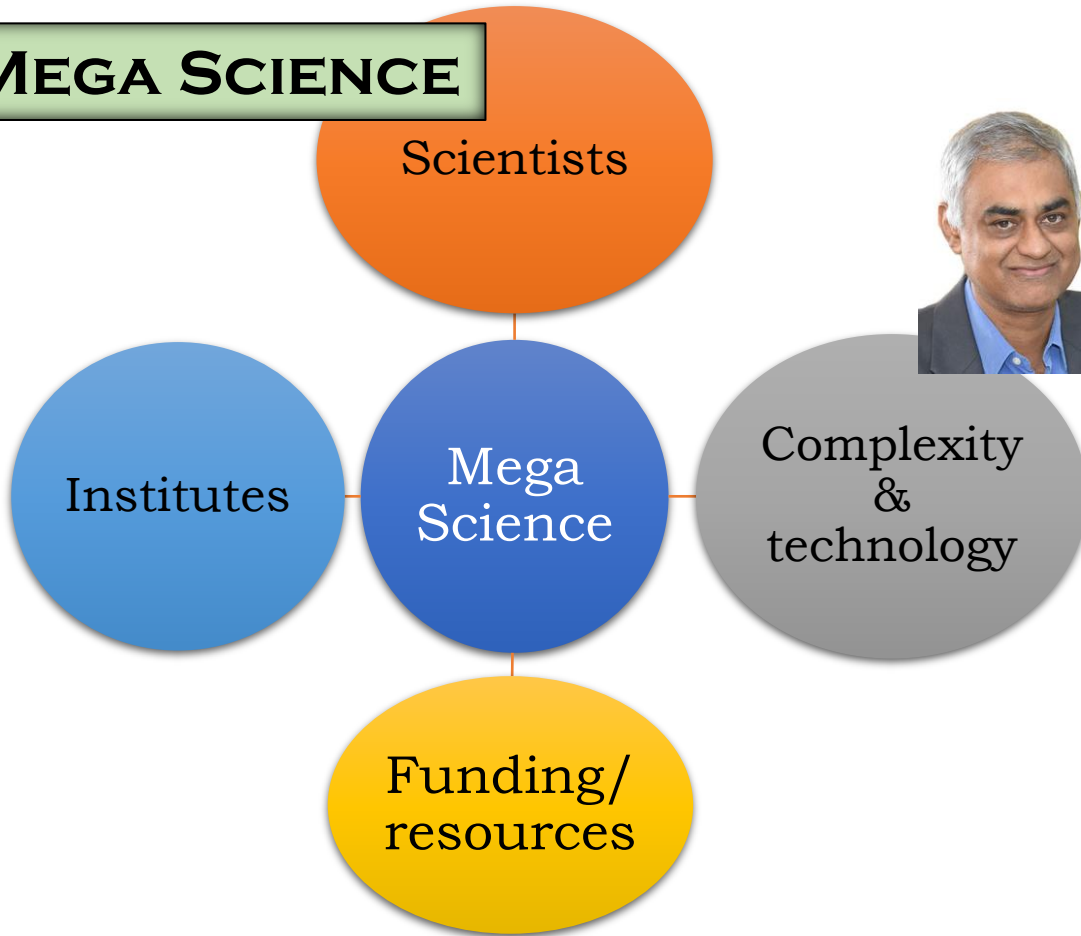 MEGA SCIENCE
Scientists
Institutes
Mega
Science
Complexity
&
technology
Funding/
resources